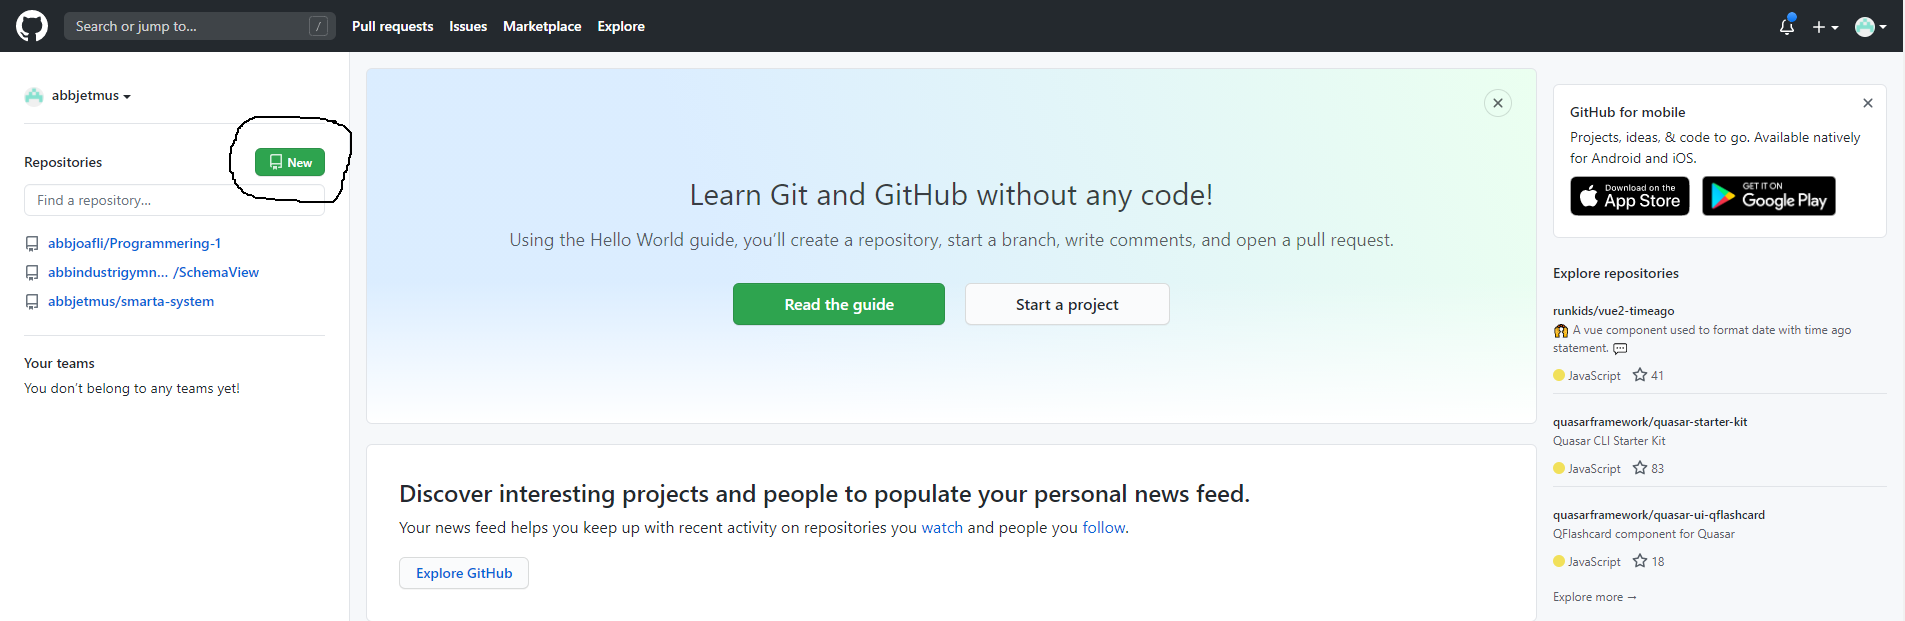 Search or jump to...
/
Pull requests
Issues
Marketplace
Explore
abbjetmus
Repositories
New
Find a repository...
abbjoafli/Programmering-1
abbindustrigymn... /SchemaView
abbjetmus/smarta-system
Your teams
You don't belong to any teams yet!
Learn Git and GitHub without any code!
Using the Hello World guide, you'll create a repository, start a branch, write comments, and open a pull request.
Read the guide
Start a project
Discover interesting projects and people to populate your personal news feed.
Your news feed helps you keep up with recent activity on repositories you watch and people you follow.
Explore GitHub
GitHub for mobile
Projects, ideas, & code to go. Available natively
for Android and iOS.
Download on the
App Store
GET IT ON
Google Play
Explore repositories
runkids/vue2-timeago
A vue component used to format date with time ago
statement.
JavaScript 41
quasarframework/quasar-starter-kit
Quasar CLI Starter Kit
JavaScript 83
quasarframework/quasar-ui-qflashcard
QFlashcard component for Quasar
JavaScript 18
Explore more →